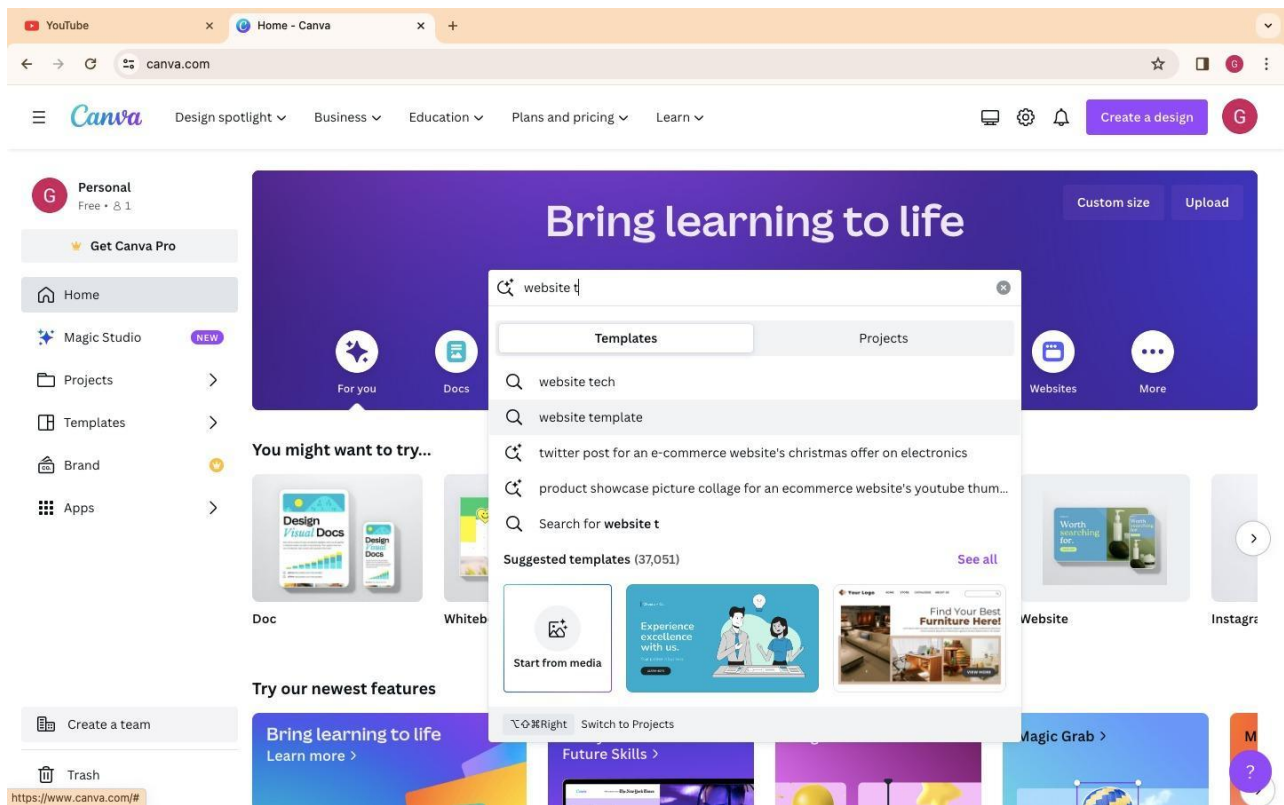 YouTube
Home - Canva
canva.com
G
Canva
Design spotlight
Business
Education
Plans and pricing
Learn
Create a design
G
G
Personal
Free • 1
Get Canva Pro
Home
Magic Studio
NEW
Projects
Templates
Brand
CO.
Apps
Create a team
Trash
https://www.canva.com/#
Bring learning to life
Custom size
Upload
website t
Templates
Projects
website tech
website template
twitter post for an e-commerce website's christmas offer on electronics
product showcase picture collage for an ecommerce website's youtube thum...
Search for website t
Suggested templates (37,051)
See all
Start from media
Experience
excellence
with us.
Your Logo
Find Your Best
Furniture Here!
⌥⇧⌘Right
Switch to Projects
For you
Docs
Websites
More
You might want to try...
Design
Visual Docs
Design
Visual
Docs
Doc
Whiteb
Worth
searching
for.
Website
Instagra
Try our newest features
Bring learning to life
Learn more >
Future Skills >
Magic Grab >
M
?